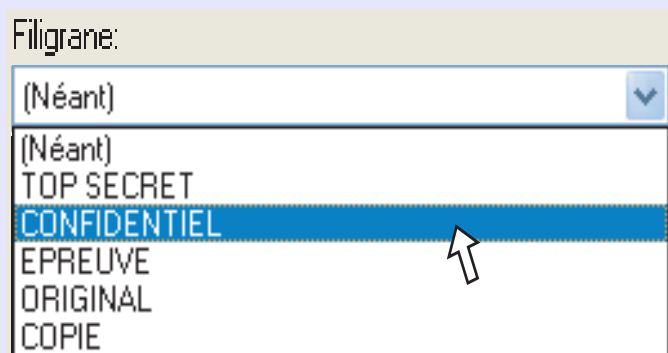 Filigrane:
(Néant)
(Néant)
TOP SECRET
CONFIDENTIEL
EPREUVE
ORIGINAL
COPIE